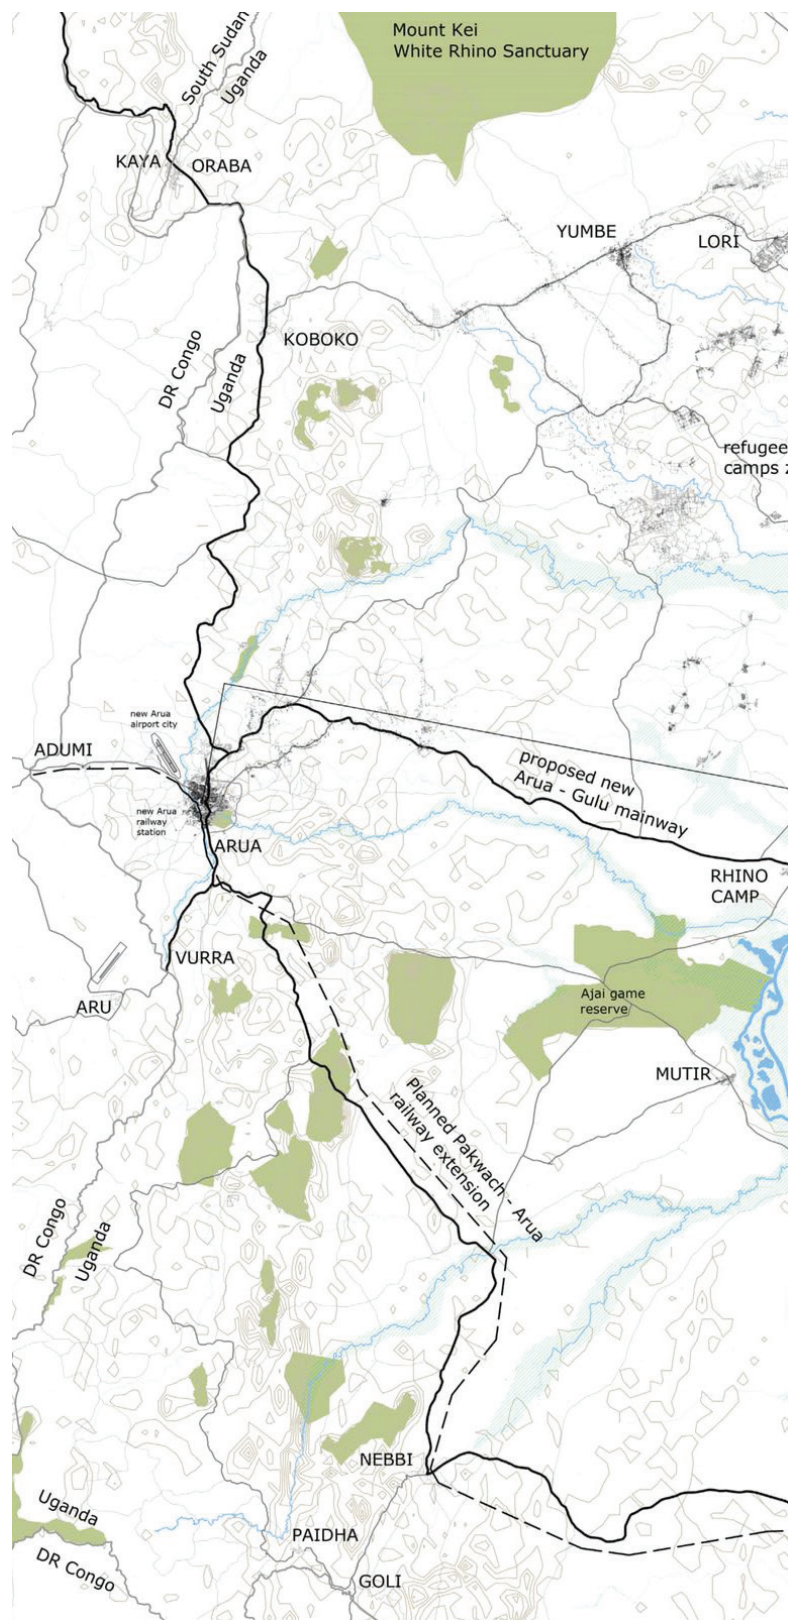 Mount Kei
White Rhino Sanctuary
South Sudan
Uganda
KAYA
ORABA
YUMBE
LORI
KOBOKO
DR Congo
Uganda
refugee
camps
new Arua
airport city
ADUMI
proposed new
Arua - Gulu mainway
new Arua
railway
station
ARUA
RHINO
CAMP
VURRA
ARU
Ajai game
reserve
MUTIR
Planned Pakwach - Arua
railway extension
DR Congo
Uganda
NEBBI
Uganda
PAIDHA
DR Congo
GOLI